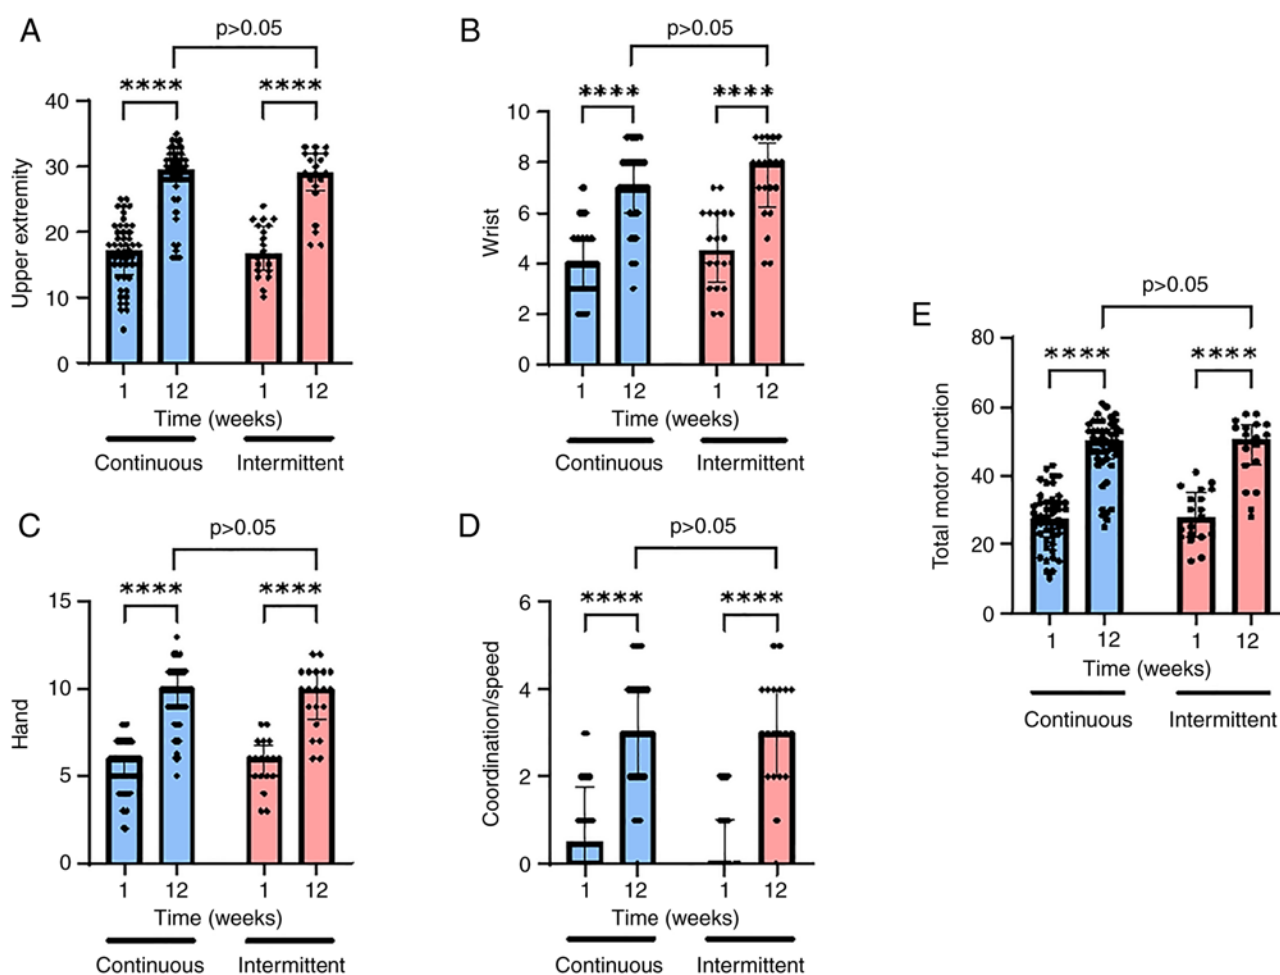 A
p>0.05
**** ****
Upper extremity
40
30
20
10
0
1 12 1 12
Time (weeks)
Continuous Intermittent
B
p>0.05
**** ****
Wrist
10
8
6
4
2
0
1 12 1 12
Time (weeks)
Continuous Intermittent
C
p>0.05
**** ****
Hand
15
10
5
0
1 12 1 12
Time (weeks)
Continuous Intermittent
D
p>0.05
**** ****
Coordination/speed
6
4
2
0
1 12 1 12
Time (weeks)
Continuous Intermittent
E
p>0.05
**** ****
Total motor function
80
60
40
20
0
1 12 1 12
Time (weeks)
Continuous Intermittent